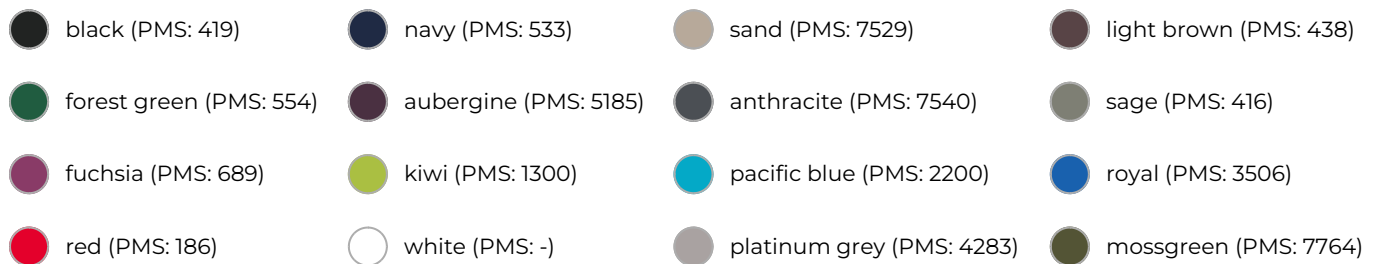 black (PMS: 419) navy (PMS: 533) sand (PMS: 7529) light brown (PMS: 438)
forest green (PMS: 554) aubergine (PMS: 5185) anthracite (PMS: 7540) sage (PMS: 416)
fuchsia (PMS: 689) kiwi (PMS: 1300) pacific blue (PMS: 2200) royal (PMS: 3506)
red (PMS: 186) white (PMS: -) platinum grey (PMS: 4283) mossgreen (PMS: 7764)